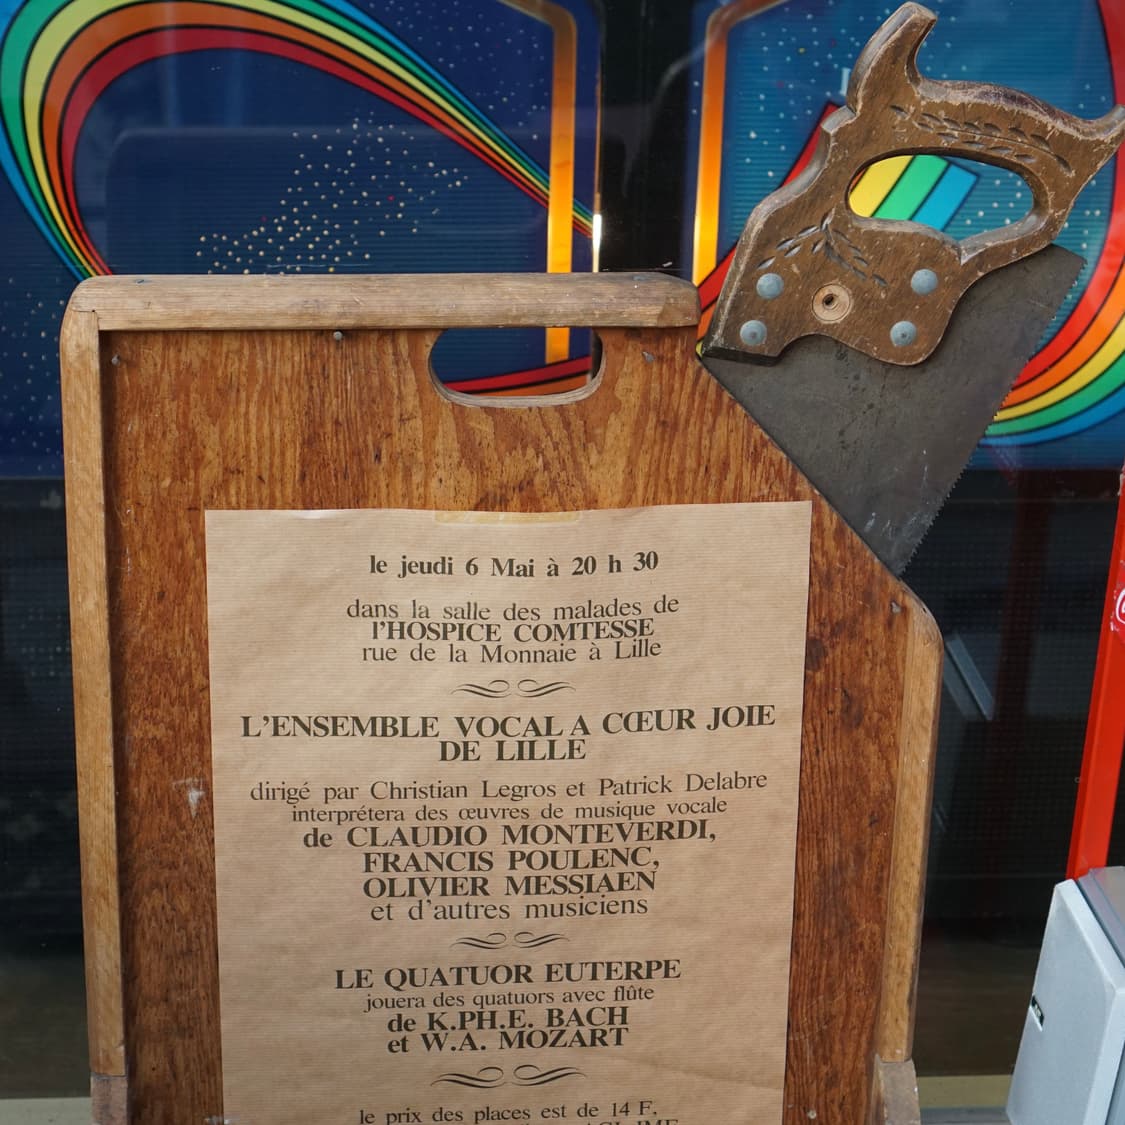 le jeudi 6 Mai à 20 h 30
dans la salle des malades de
l'HOSPICE COMTESSE
rue de la Monnaie à Lille
L'ENSEMBLE VOCAL A CŒUR JOIE
DE LILLE
dirigé par Christian Legros et Patrick Delabre
interprétera des œuvres de musique vocale
de CLAUDIO MONTEVERDI,
FRANCIS POULENC,
OLIVIER MESSIAEN
et d'autres musiciens
LE QUATUOR EUTERPE
jouera des quatuors avec flûte
de K.PH.E. BACH
et W.A. MOZART
le prix des places est de 14 F.